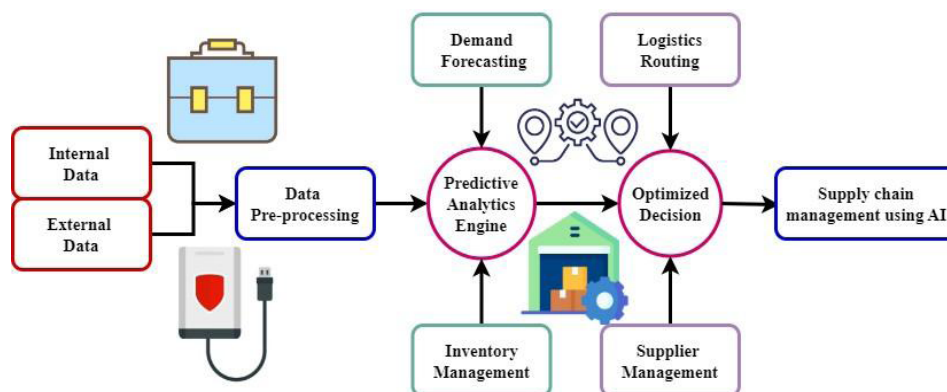 Demand
Forecasting
Logistics
Routing
Internal
Data
External
Data
Data
Pre-processing
Predictive
Analytics
Engine
Optimized
Decision
Supply chain
management using AI
Inventory
Management
Supplier
Management